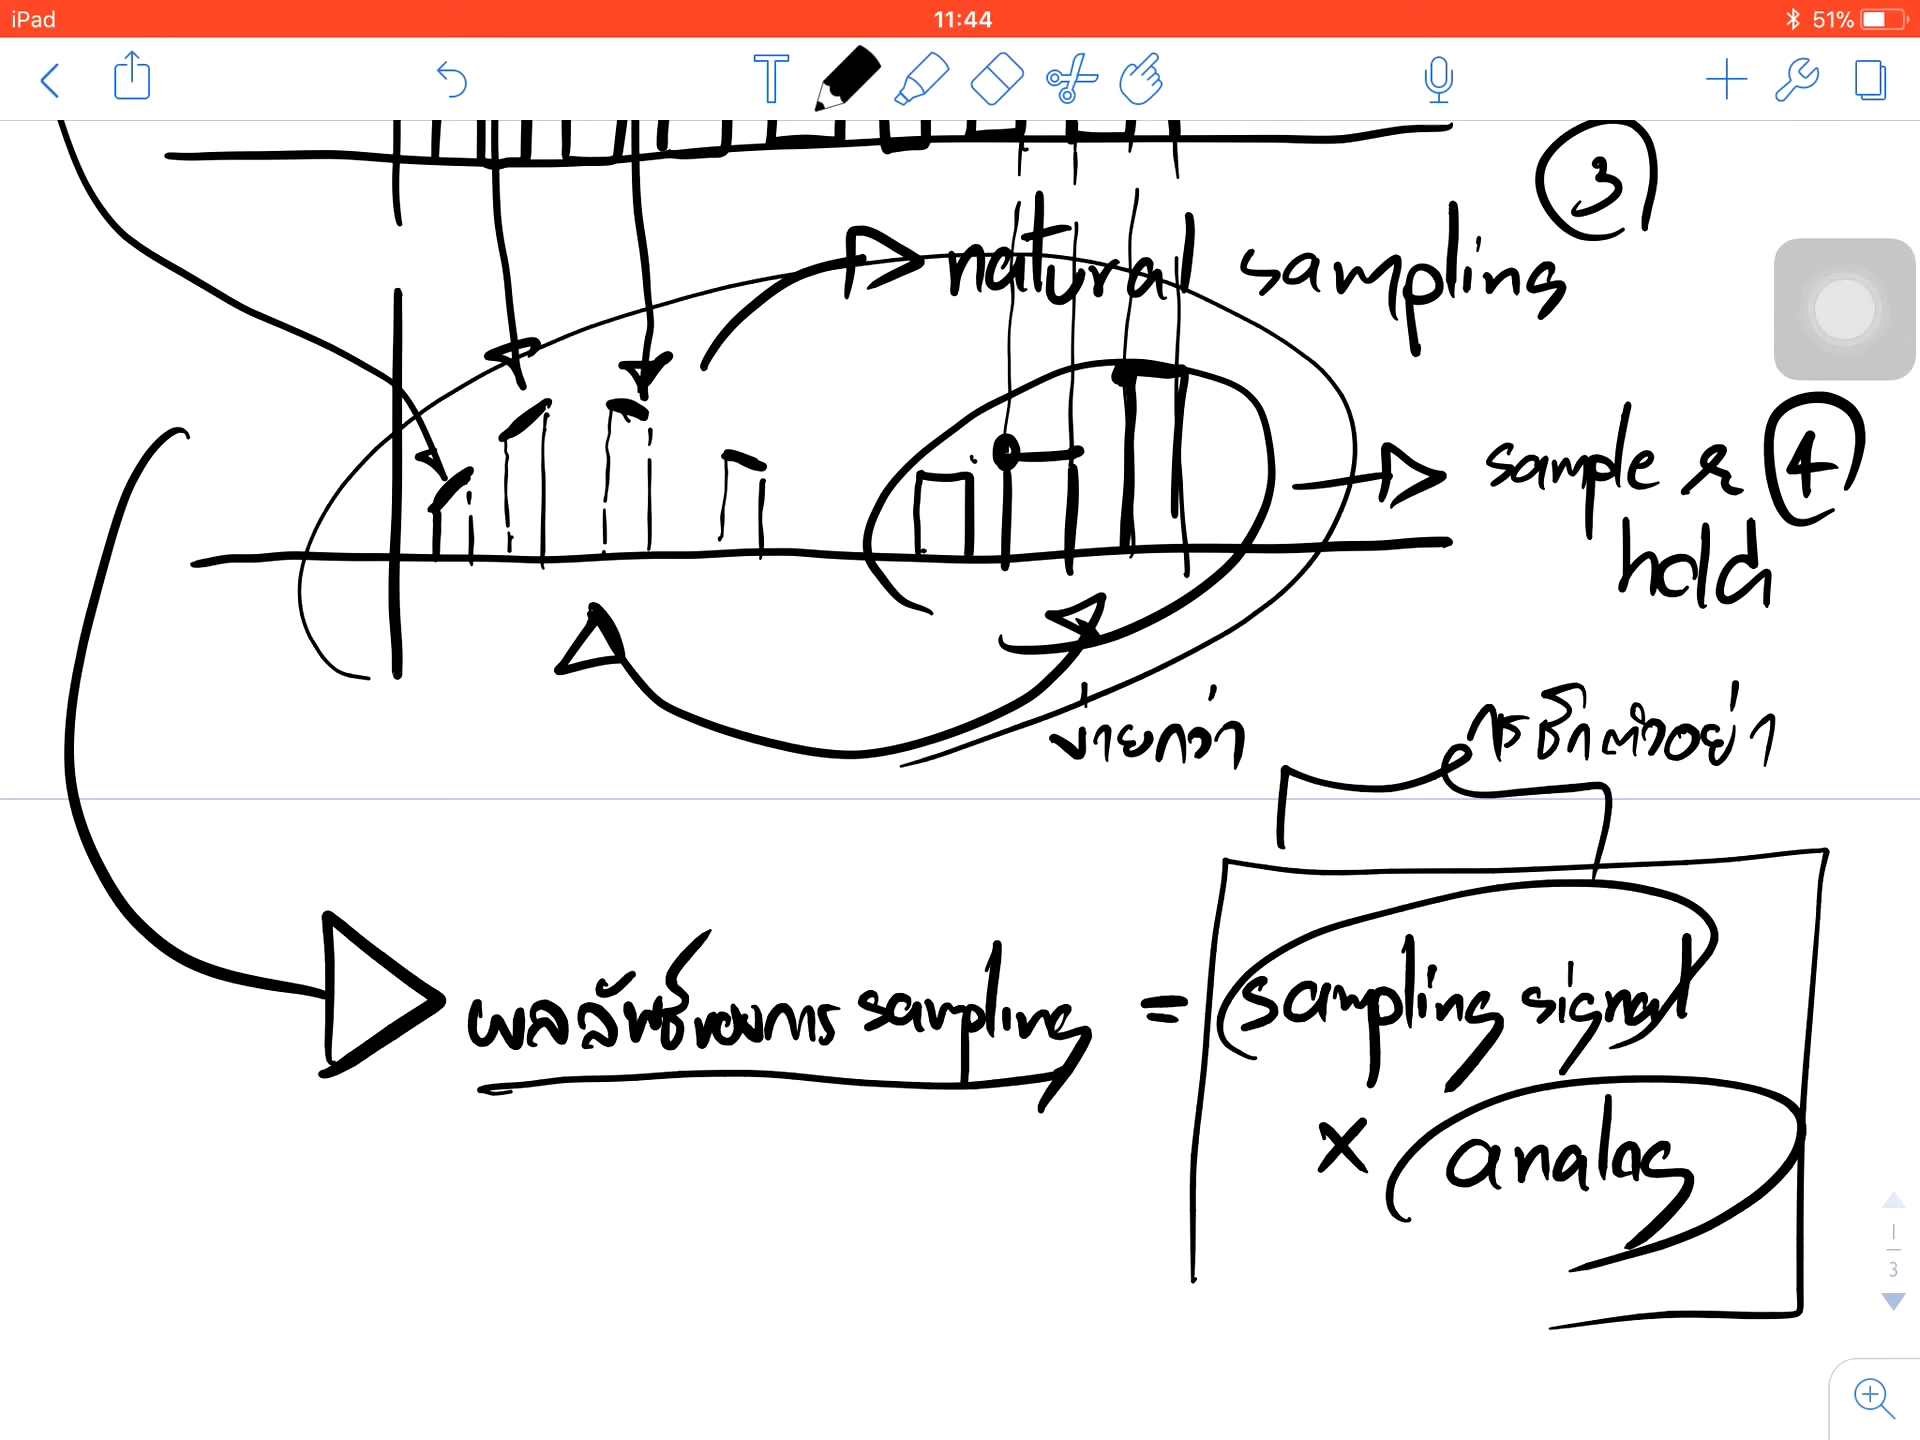 iPad 11:44 51%
3
natural sampling
sample & 4
hold
ง่ายกว่า
การชักตัวอย่าง
ผลลัพธ์ของการ sampling = sampling signal
× analog
1
3